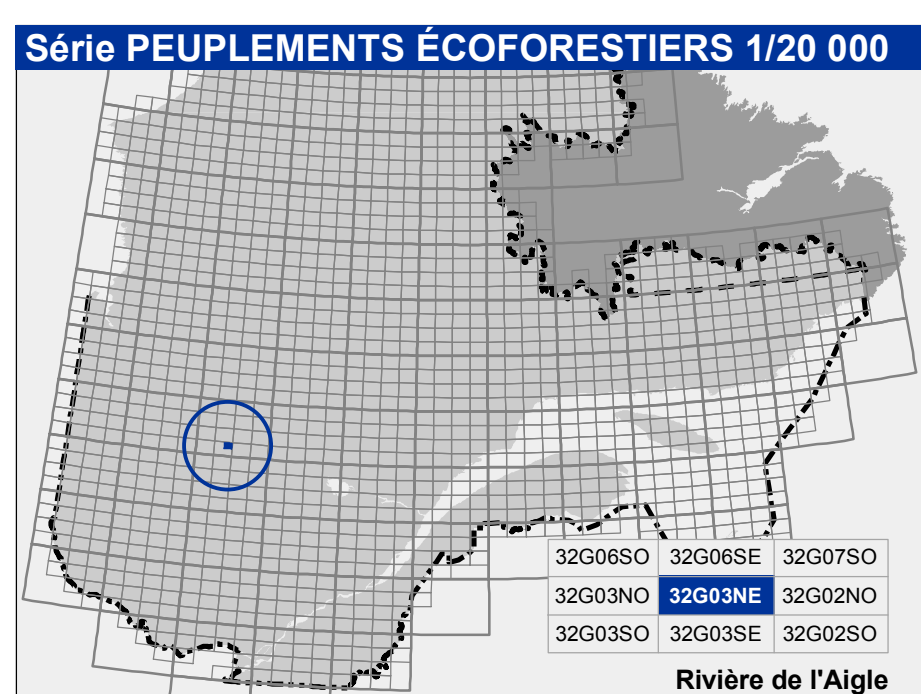 Série PEUPLEMENTS ÉCOFORESTIERS 1/20 000
32G06SO 32G06SE 32G07SO
32G03NO 32G03NE 32G02NO
32G03SO 32G03SE 32G02SO
Rivière de l'Aigle